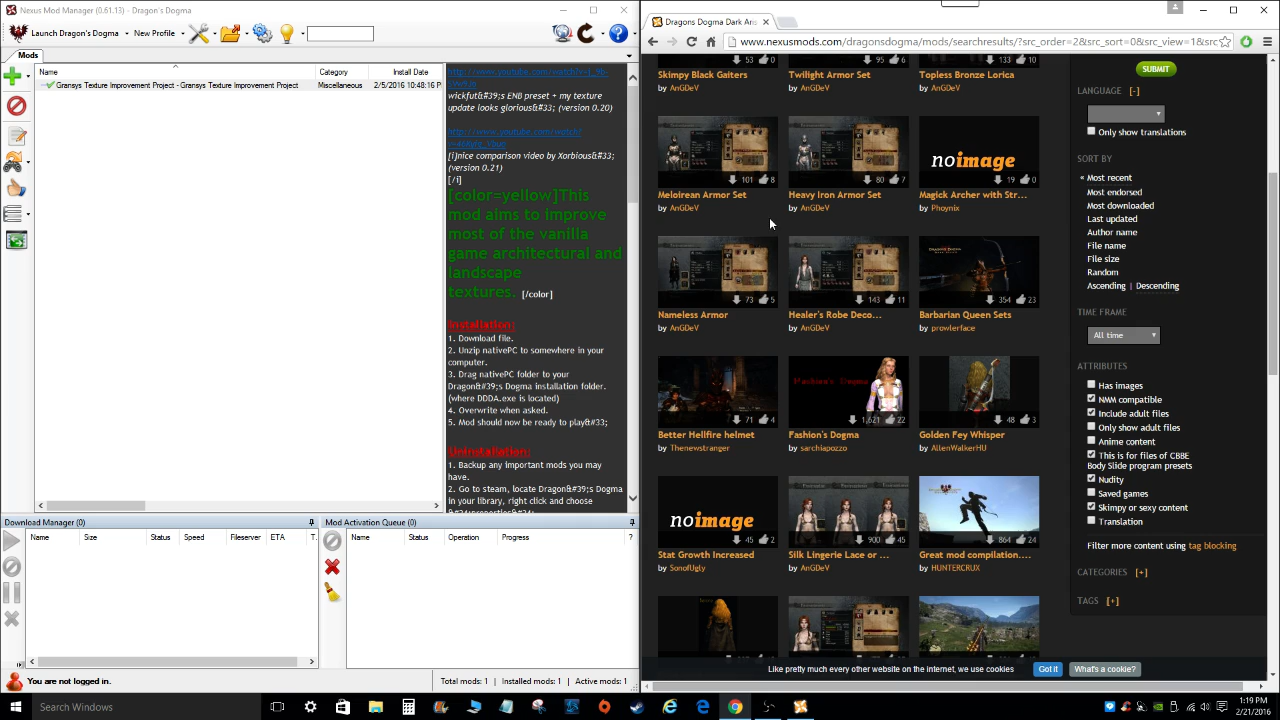 Nexus Mod Manager (0.61.13) - Dragon's Dogma
Launch Dragon's Dogma
New Profile
Mods
Name
Category
Install Date
Gransys Texture Improvement Project - Gransys Texture Improvement Project
Miscellaneous
2/5/2016 10:48:16 P
wickfut&#39;s ENB preset + my texture
update looks glorious&#33; (version 0.20)
http://www.youtube.com/watch?
[i]nice comparison video by Xorbious&#33;
(version 0.21)
[/i]
[color=yellow]This
mod aims to improve
most of the vanilla
game architectural and
landscape
textures. [/color]
Installation:
1. Download file.
2. Unzip nativePC to somewhere in your
computer.
3. Drag nativePC folder to your
Dragon&#39;s Dogma installation folder.
(where DDDA.exe is located)
4. Overwrite when asked.
5. Mod should now be ready to play&#33;
Uninstallation:
1. Backup any important mods you may
have.
2. Go to steam, locate Dragon&#39;s Dogma
in your library, right click and choose
Download Manager (0)
Name Size Status Speed Fileserver ETA T.
Mod Activation Queue (0)
Name Status Operation Progress ?
You are not logged in.
Total mods: 1 | Installed mods: 1 | Active mods: 1
Dragons Dogma Dark Aris
www.nexusmods.com/dragonsdogma/mods/searchresults/?src_order=2&src_sort=0&src_view=1&src
53 0
95 6
133 10
Skimpy Black Gaiters
by AnGDeV
Twilight Armor Set
by AnGDeV
Topless Bronze Lorica
by AnGDeV
101 8
80 7
noimage
19 0
Meloirean Armor Set
by AnGDeV
Heavy Iron Armor Set
by AnGDeV
Magick Archer with Str...
by Phoynix
73 5
143 11
354 23
Nameless Armor
by AnGDeV
Healer's Robe Deco...
by AnGDeV
Barbarian Queen Sets
by prowlerface
71 4
Fashion's Dogma
1,621 22
48 3
Better Hellfire helmet
by Thenewstranger
Fashion's Dogma
by sarchiapozzo
Golden Fey Whisper
by AllenWalkerHU
noimage
45 2
900 45
864 24
Stat Growth Increased
by SonofUgly
Silk Lingerie Lace or ...
by AnGDeV
Great mod compilation....
by HUNTERCRUX
SUBMIT
LANGUAGE [-]
Only show translations
SORT BY
« Most recent
Most endorsed
Most downloaded
Last updated
Author name
File name
File size
Random
Ascending | Descending
TIME FRAME
All time
ATTRIBUTES
Has images
NMM compatible
Include adult files
Only show adult files
Anime content
This is for files of CBBE
Body Slide program presets
Nudity
Saved games
Skimpy or sexy content
Translation
Filter more content using tag blocking
CATEGORIES [+]
TAGS [+]
Like pretty much every other website on the internet, we use cookies
Got it
What's a cookie?
Search Windows
1:19 PM
2/21/2016